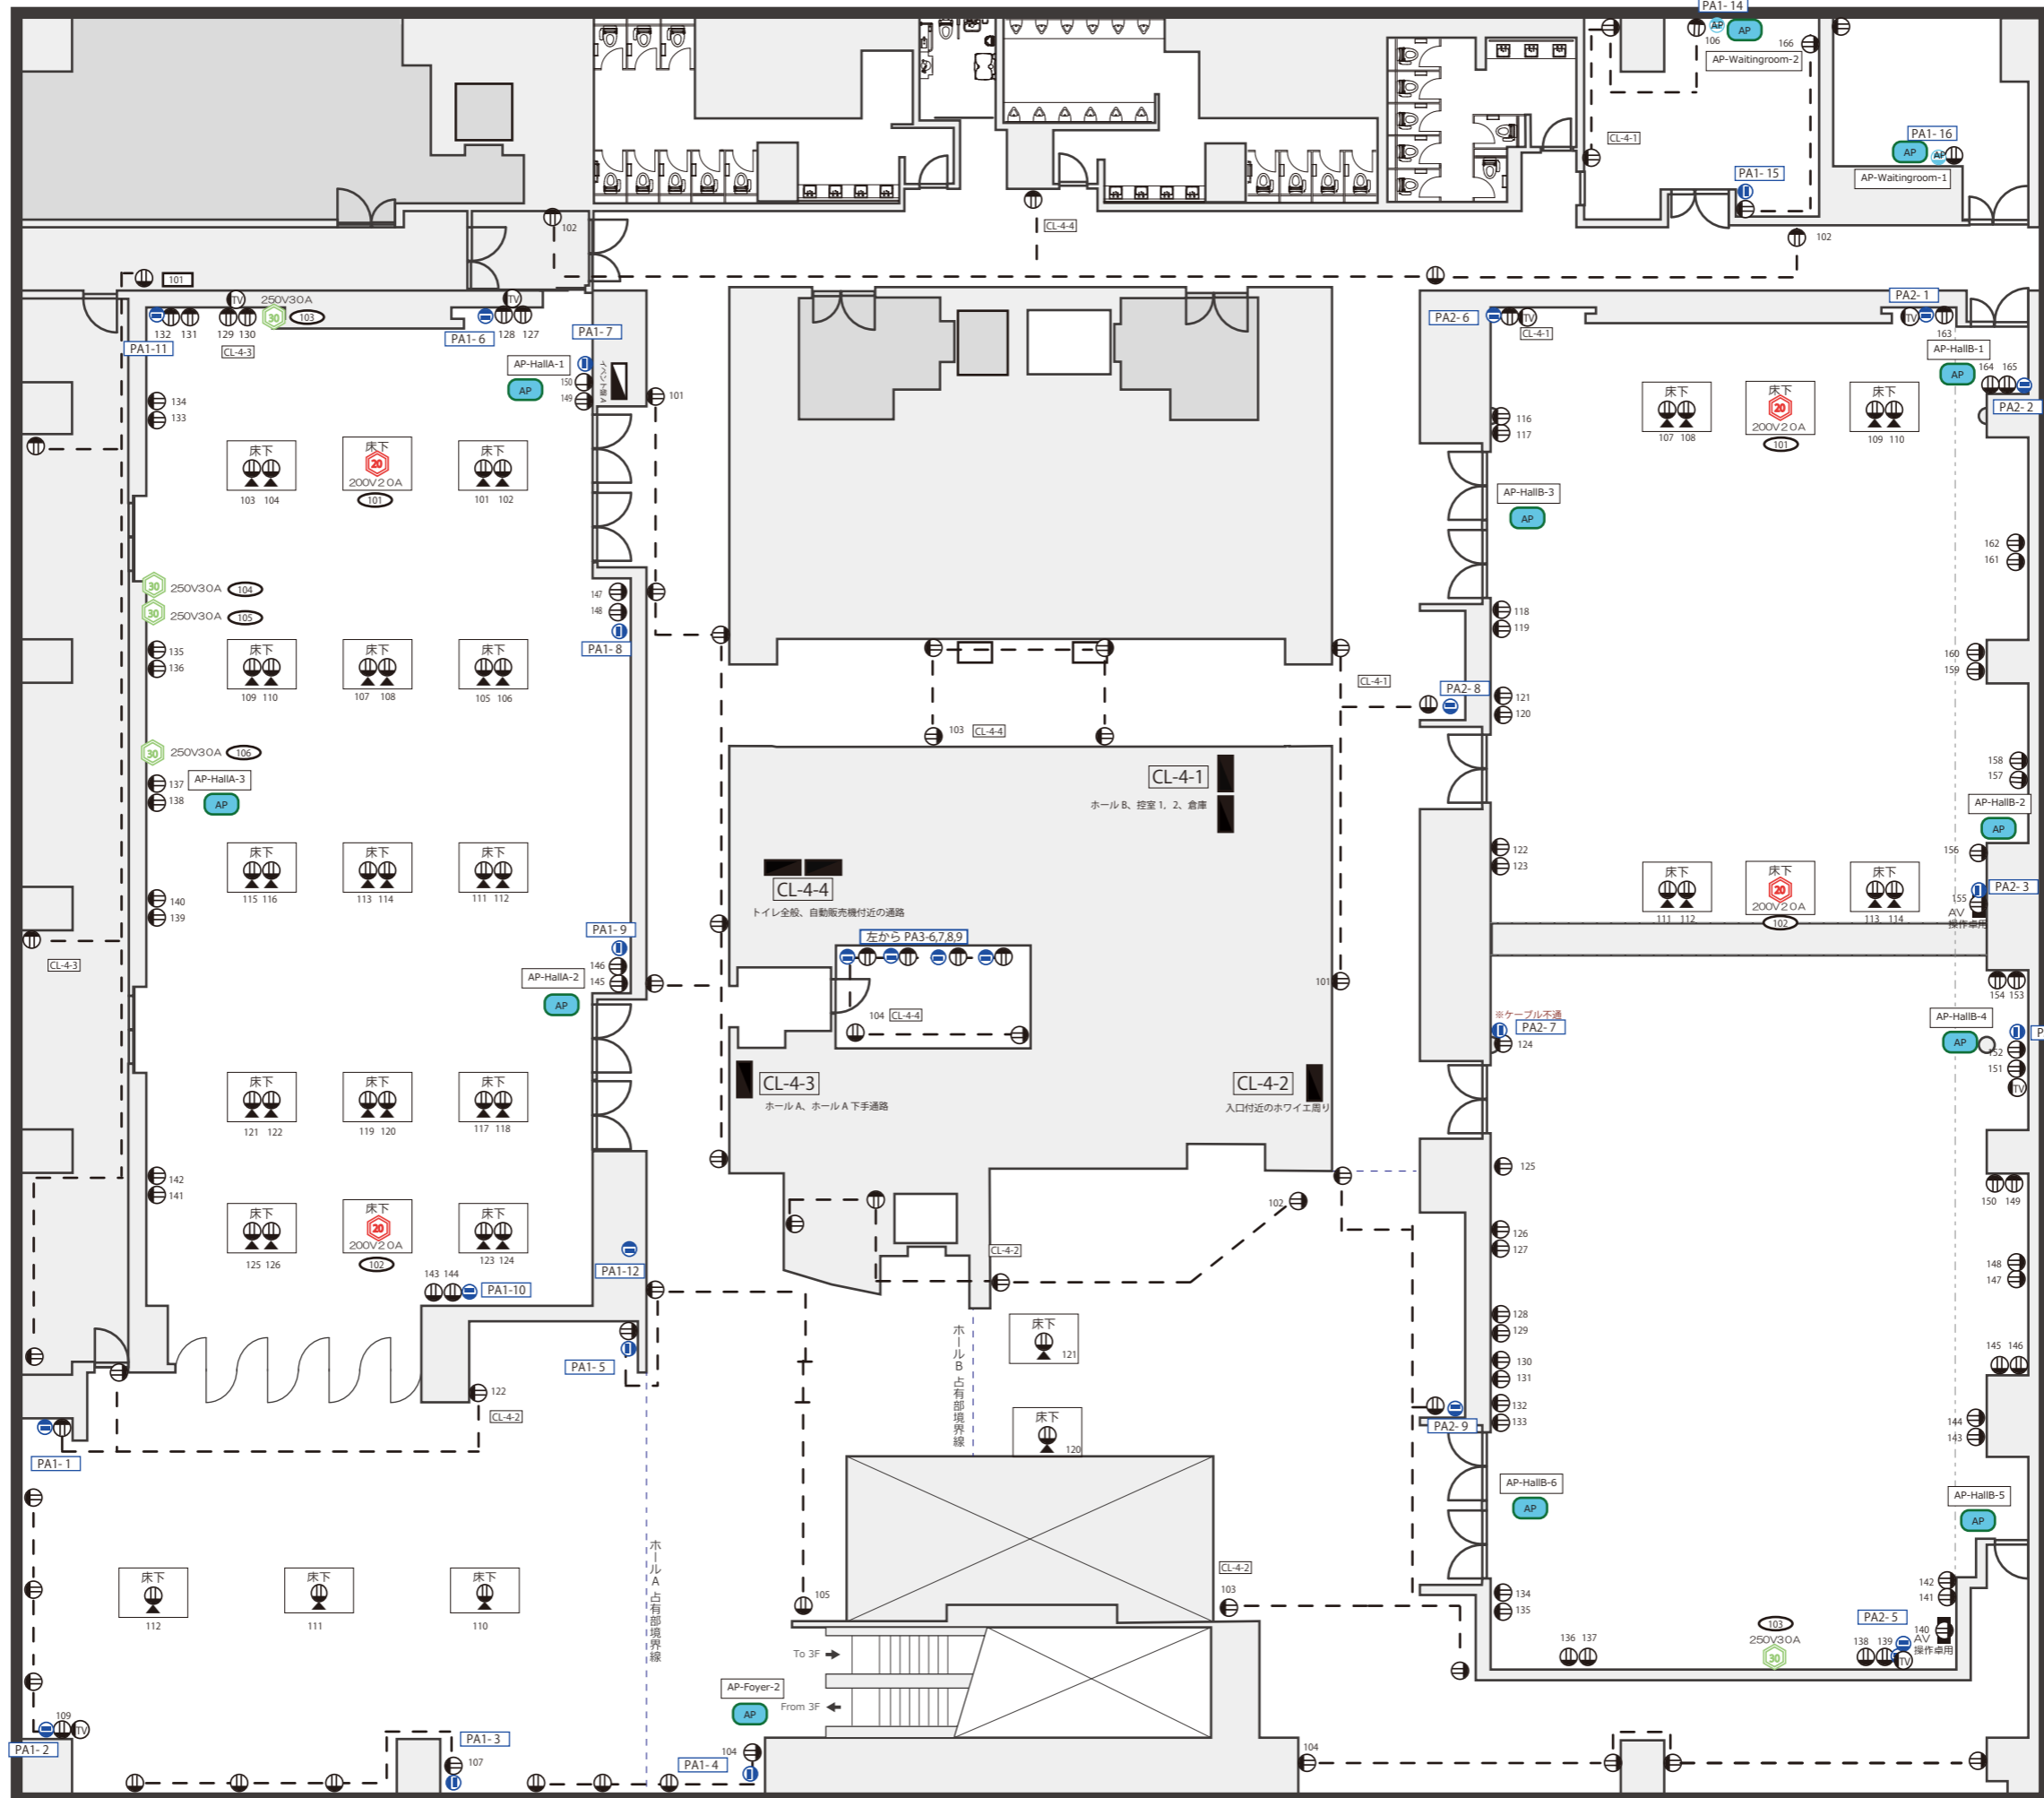 PA1- 14
AP
106
AP
166
AP-Waitingroom-2
CL-4-1
PA1- 16
AP
AP
AP-Waitingroom-1
PA1- 15
102
CL-4-4
102
101
TV
250V30A
30
103
TV
132 131
129 130
CL-4-3
128 127
PA1-11
PA1- 6
PA1- 7
AP-HallA-1
AP
150
149
イベント盤 A
101
134
133
床下
103 104
床下
20
200V20A
101
床下
101 102
30
250V30A
104
30
250V30A
105
147
148
PA1- 8
135
136
床下
109 110
床下
107 108
床下
105 106
30
250V30A
106
137
138
AP-HallA-3
AP
床下
115 116
床下
113 114
床下
111 112
140
139
CL-4-3
PA1- 9
146
145
AP-HallA-2
AP
床下
121 122
床下
119 120
床下
117 118
142
141
床下
125 126
床下
20
200V20A
102
床下
123 124
143 144
PA1-10
PA1-12
PA1- 5
122
CL-4-2
PA1- 1
床下
112
床下
111
床下
110
109
TV
PA1- 2
PA1- 3
107
PA1- 4
104
ホールA 占有部境界線
103
CL-4-4
CL-4-1
ホール B、控室 1, 2、倉庫
CL-4-4
トイレ全般、自動販売機付近の通路
左から PA3-6,7,8,9
104
CL-4-4
CL-4-3
ホール A、ホール A 下手通路
CL-4-2
入口付近のホワイエ周り
101
102
CL-4-2
ホールB 占有部境界線
床下
121
床下
120
105
CL-4-2
103
To 3F
From 3F
AP-Foyer-2
AP
104
CL-4-1
PA2- 8
PA2- 6
TV
CL-4-1
PA2- 1
TV
163
AP-HallB-1
AP
164 165
PA2- 2
床下
107 108
床下
20
200V20A
101
床下
109 110
116
117
AP-HallB-3
AP
162
161
118
119
160
159
121
120
158
157
AP-HallB-2
AP
122
123
156
PA2- 3
155
AV
操作卓用
床下
111 112
床下
20
200V20A
102
床下
113 114
154 153
※ケーブル不通
PA2- 7
124
AP-HallB-4
AP
P
152
151
TV
125
150 149
126
127
148
147
128
129
130
131
132
133
PA2- 9
145 146
144
143
AP-HallB-6
AP
AP-HallB-5
AP
134
135
142
141
136 137
103
250V30A
30
PA2- 5
138 139
TV
140
AV
操作卓用